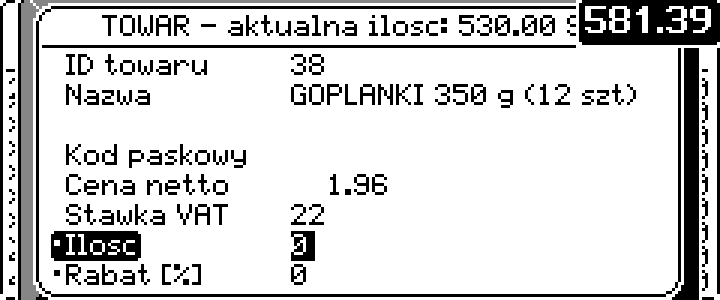 TOWAR - aktualna ilosc: 530.00
581.39
ID towaru 38
Nazwa GOPLANKI 350 g (12 szt)
Kod paskowy
Cena netto 1.96
Stawka VAT 22
·Ilosc 0
·Rabat [%] 0